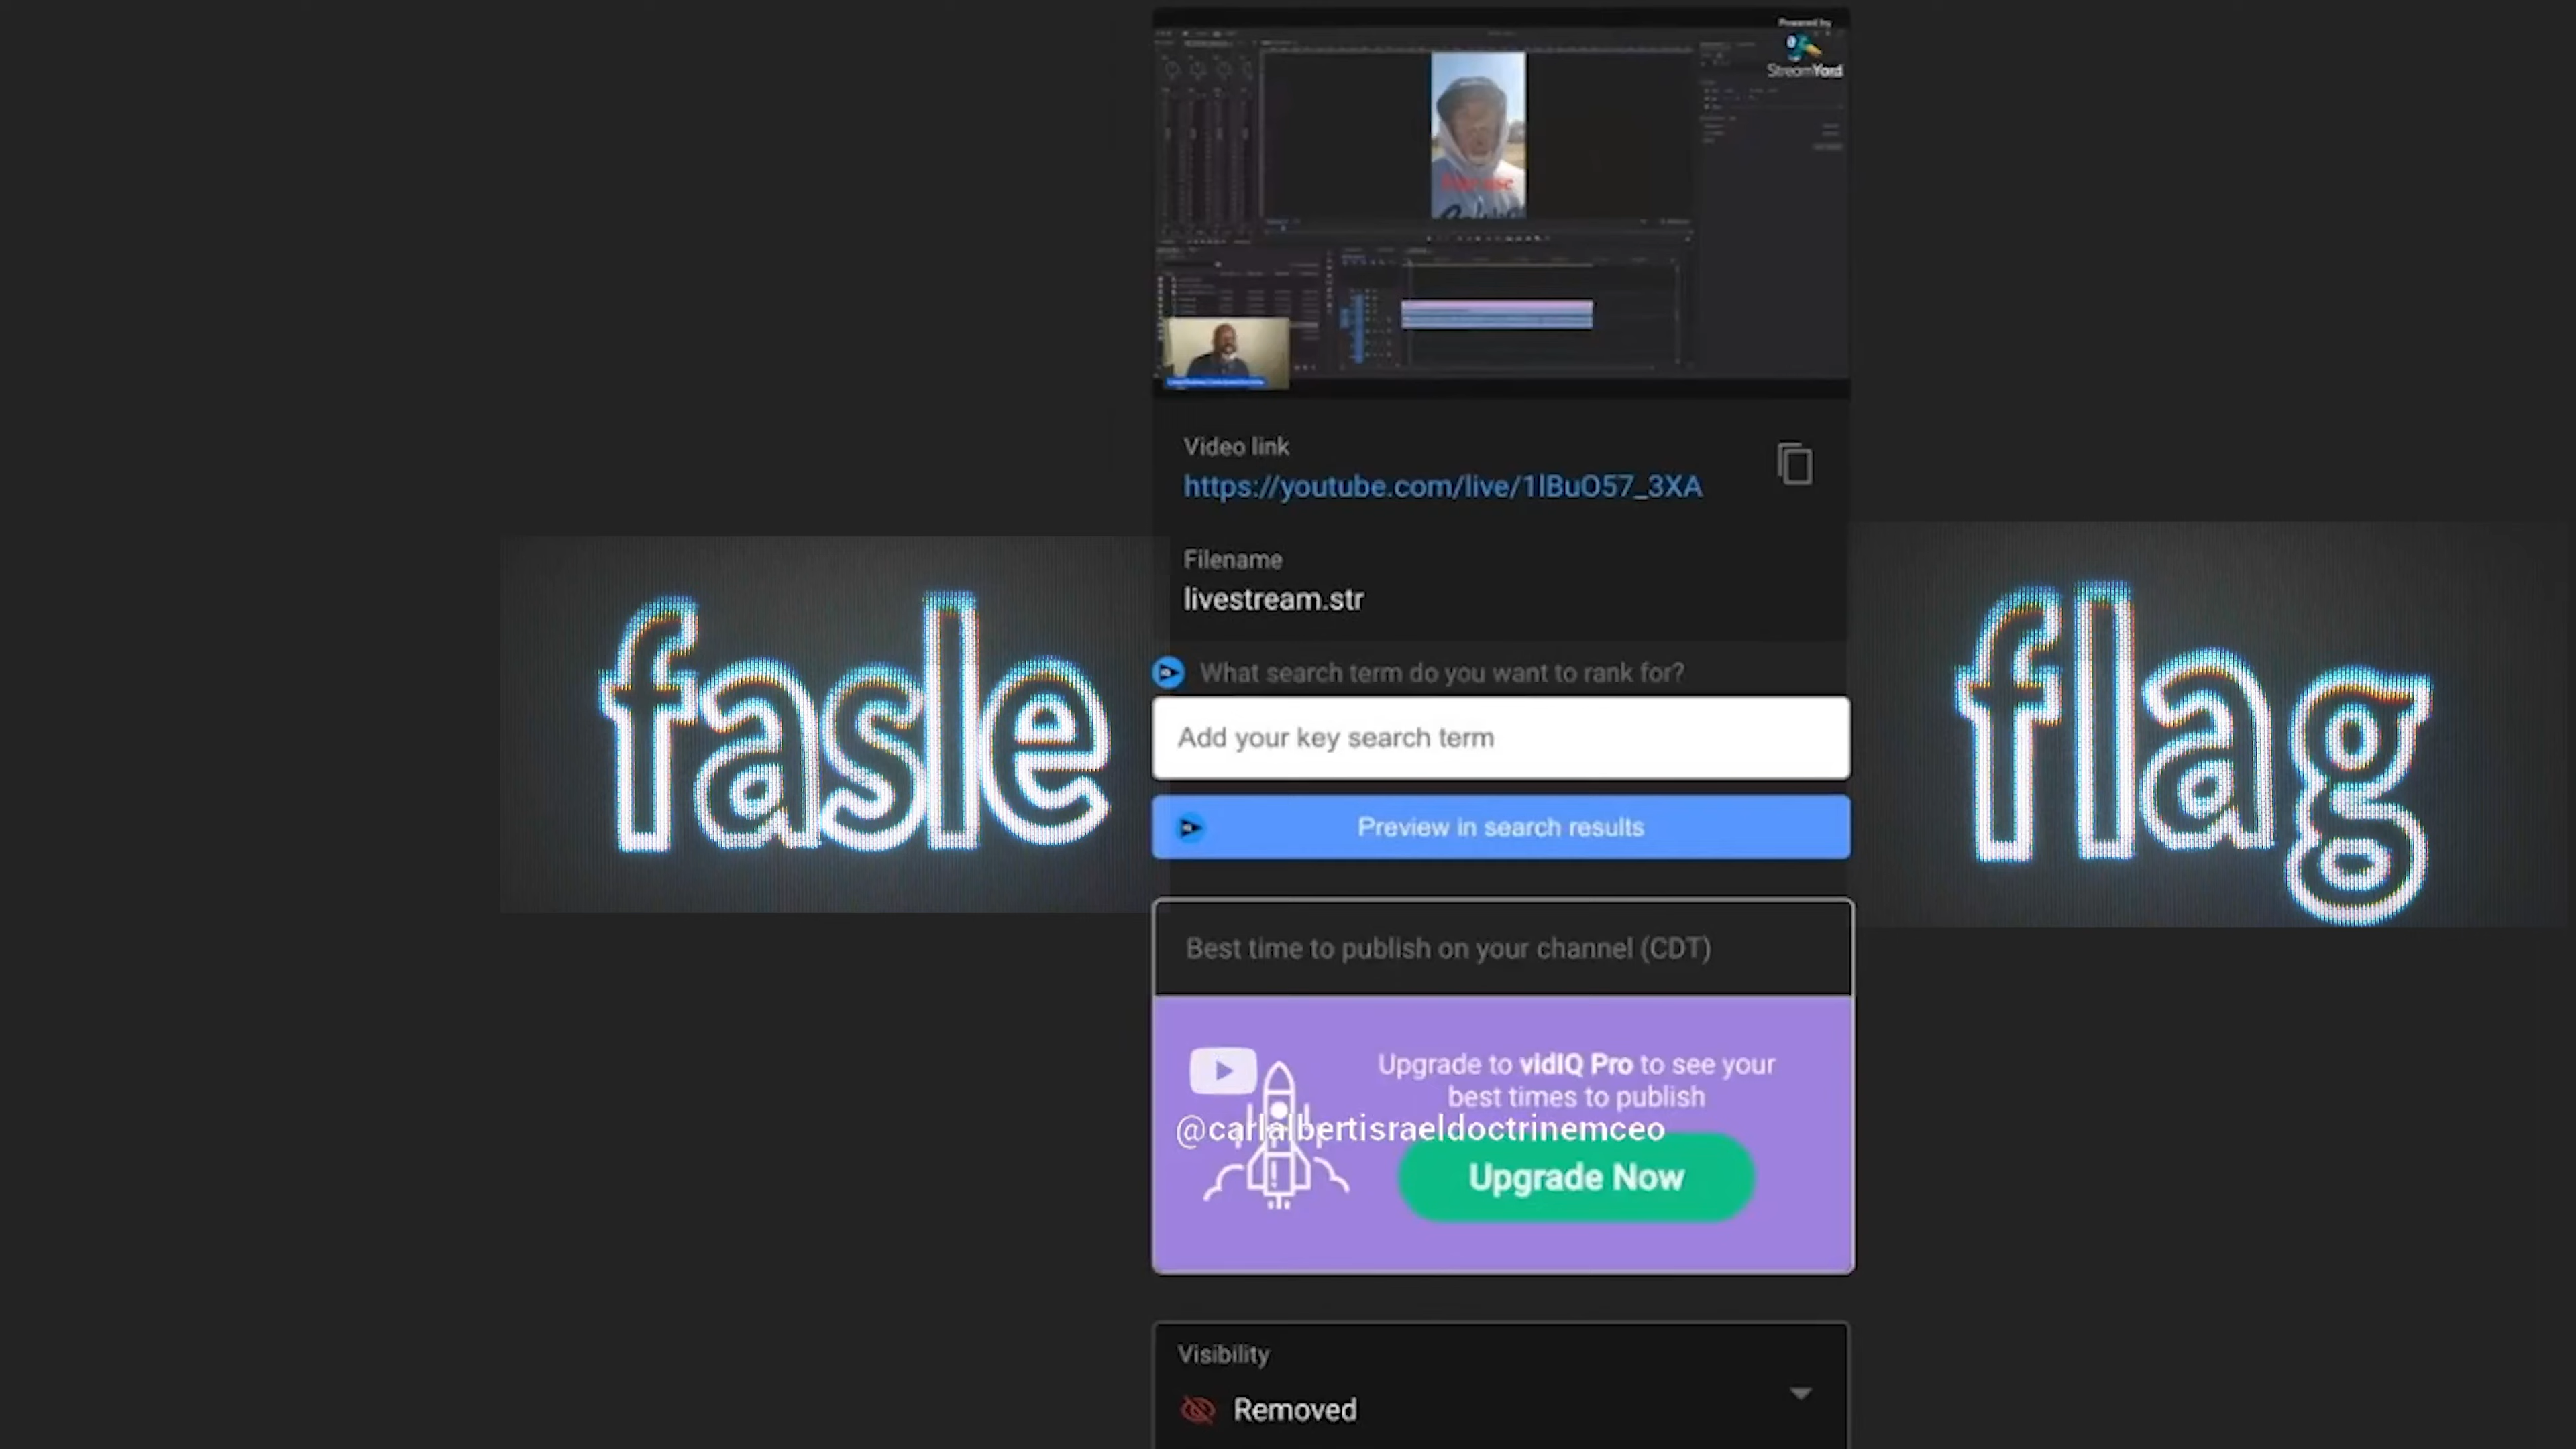 Powered by
StreamYard
Video link
https://youtube.com/live/1lBuO57_3XA
Filename
livestream.str
What search term do you want to rank for?
Add your key search term
Preview in search results
fasle
flag
Best time to publish on your channel (CDT)
Upgrade to vidIQ Pro to see your
best times to publish
@carlalbertisraeldoctrinemceo
Upgrade Now
Visibility
Removed